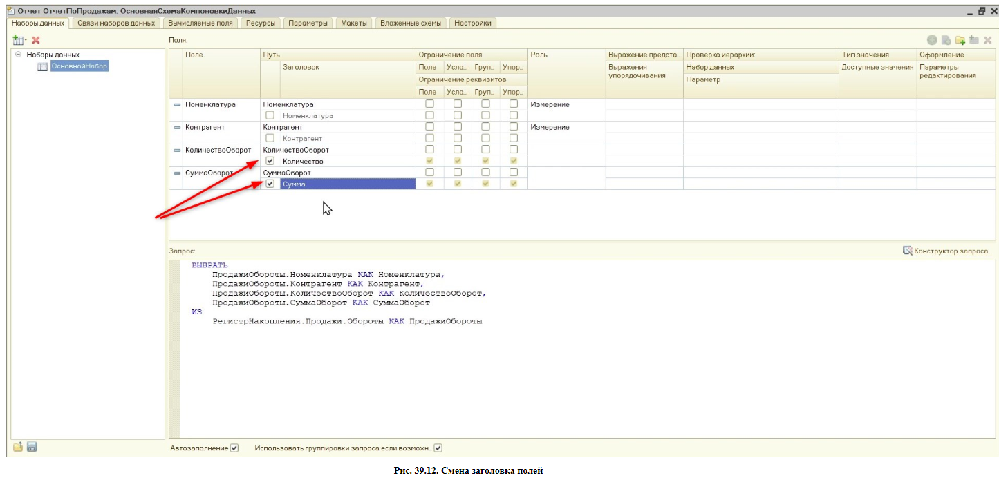 Отчет ОтчетПоПродажам: ОсновнаяСхемаКомпоновкиДанных
Наборы данных Связи наборов данных Вычисляемые поля Ресурсы Параметры Макеты Вложенные схемы Настройки
Поля:
Наборы данных
ОсновнойНабор
Поле Путь Ограничение поля Роль Выражение предста... Проверка иерархии: Тип значения Оформление
Заголовок Поле Усло... Груп... Упор... Выражения упорядочивания Набор данных Доступные значения Параметры редактирования
Ограничение реквизитов Параметр
Поле Усло... Груп... Упор...
Номенклатура Номенклатура Измерение
Номенклатура
Контрагент Контрагент Измерение
Контрагент
КоличествоОборот КоличествоОборот
Количество
СуммаОборот СуммаОборот
Сумма
Запрос:
Конструктор запроса...
ВЫБРАТЬ
ПродажиОбороты.Номенклатура КАК Номенклатура,
ПродажиОбороты.Контрагент КАК Контрагент,
ПродажиОбороты.КоличествоОборот КАК КоличествоОборот,
ПродажиОбороты.СуммаОборот КАК СуммаОборот
ИЗ
РегистрНакопления.Продажи.Обороты КАК ПродажиОбороты
Автозаполнение Использовать группировки запроса если возможн...
Рис. 39.12. Смена заголовка полей